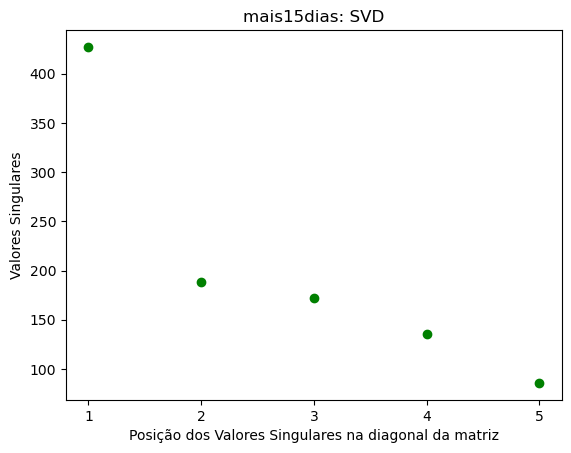 mais15dias: SVD
Valores Singulares
400
350
300
250
200
150
100
1 2 3 4 5
Posição dos Valores Singulares na diagonal da matriz